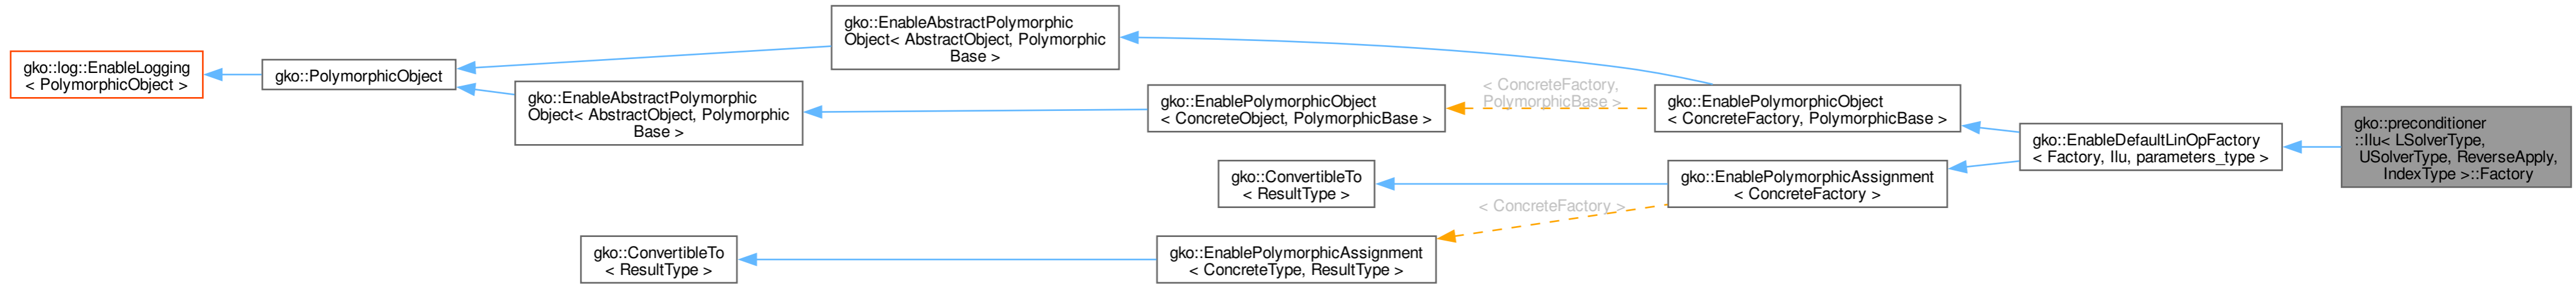 gko::EnableAbstractPolymorphic
Object< AbstractObject, Polymorphic
Base >
gko::log::EnableLogging
< PolymorphicObject >
gko::PolymorphicObject
gko::EnableAbstractPolymorphic
Object< AbstractObject, Polymorphic
Base >
gko::EnablePolymorphicObject
< ConcreteObject, PolymorphicBase >
< ConcreteFactory,
PolymorphicBase >
gko::EnablePolymorphicObject
< ConcreteFactory, PolymorphicBase >
gko::EnableDefaultLinOpFactory
< Factory, Ilu, parameters_type >
gko::preconditioner
::Ilu< LSolverType,
USolverType, ReverseApply,
IndexType >::Factory
gko::ConvertibleTo
< ResultType >
gko::EnablePolymorphicAssignment
< ConcreteFactory >
< ConcreteFactory >
gko::ConvertibleTo
< ResultType >
gko::EnablePolymorphicAssignment
< ConcreteType, ResultType >